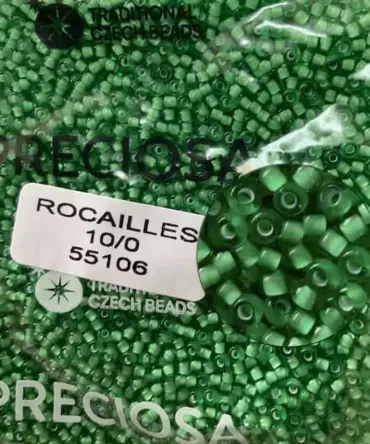 TRADITIONAL
CZECH BEADS
PRECIOSA
ROCAILLES
10/0
55106
TRADITIONAL
CZECH BEADS
PRECIOSA